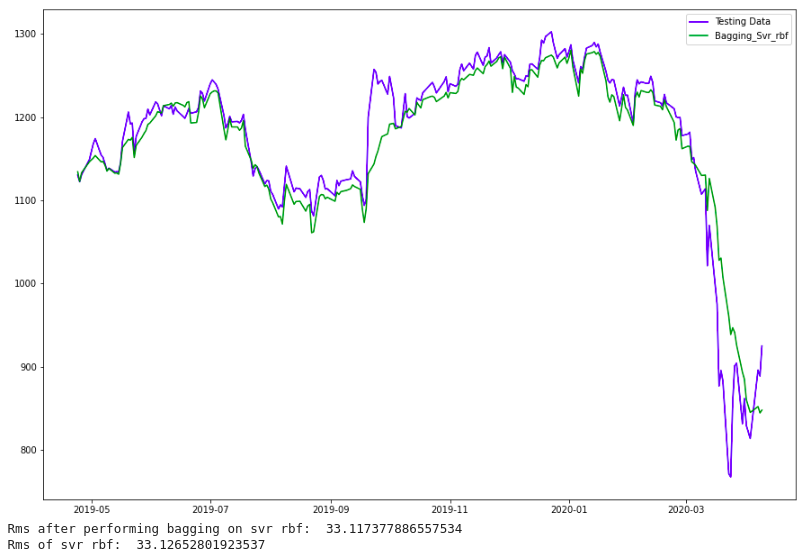 Testing Data
Bagging_Svr_rbf
1300
1200
1100
1000
900
800
2019-05 2019-07 2019-09 2019-11 2020-01 2020-03
Rms after performing bagging on svr rbf:  33.117377886557534
Rms of svr rbf:  33.12652801923537